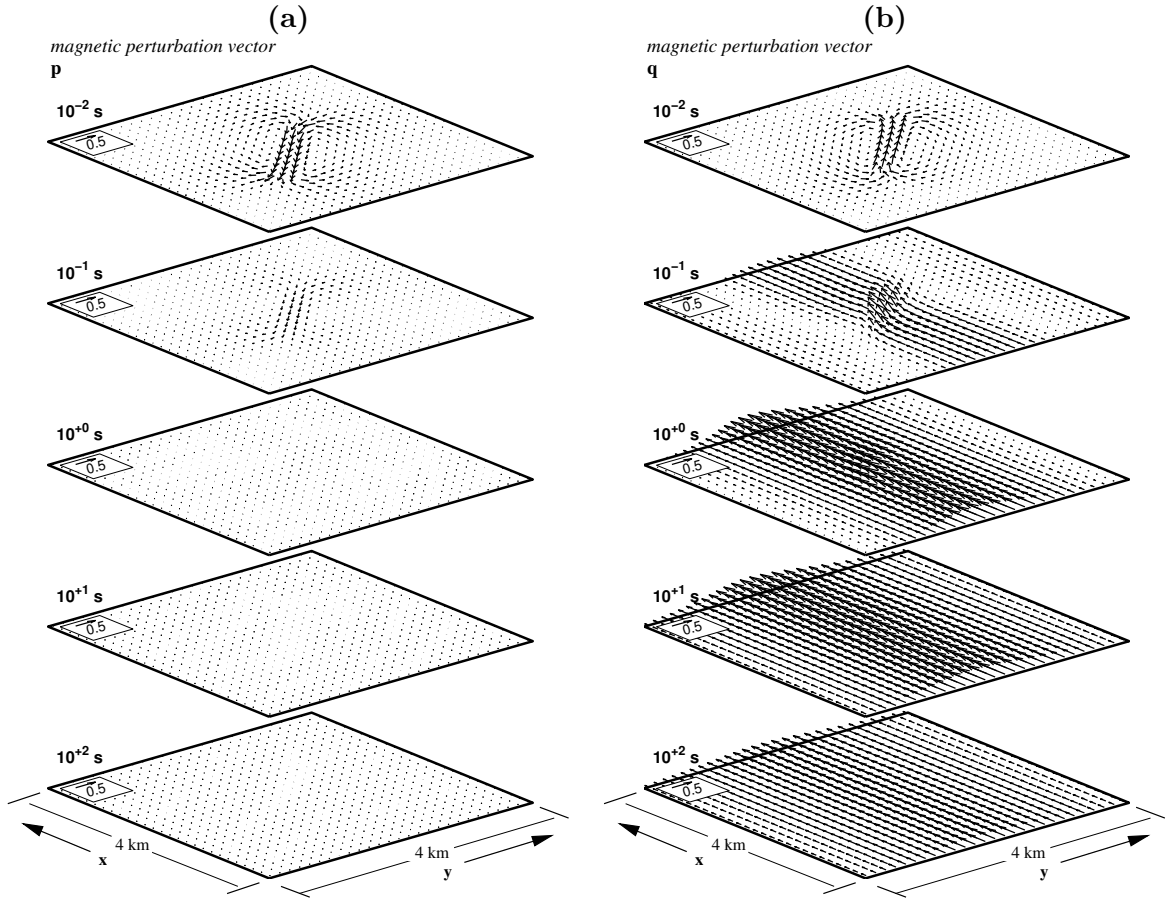 (a)
magnetic perturbation vector
p
10⁻² s
0.5
10⁻¹ s
0.5
10⁺⁰ s
0.5
10⁺¹ s
0.5
10⁺² s
0.5
4 km
x
4 km
y
(b)
magnetic perturbation vector
q
10⁻² s
0.5
10⁻¹ s
0.5
10⁺⁰ s
0.5
10⁺¹ s
0.5
10⁺² s
0.5
4 km
x
4 km
y